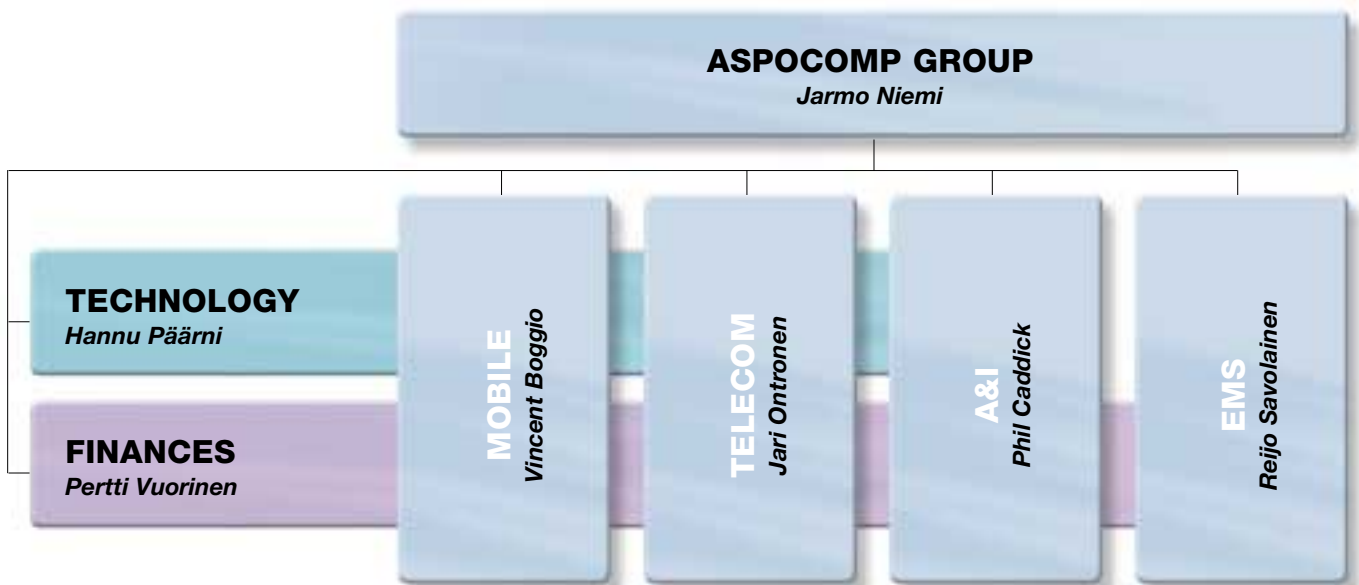 ASPOCOMP GROUP
Jarmo Niemi
TECHNOLOGY
Hannu Päärni
FINANCES
Pertti Vuorinen
MOBILE
Vincent Boggio
TELECOM
Jari Ontronen
A&I
Phil Caddick
EMS
Reijo Savolainen